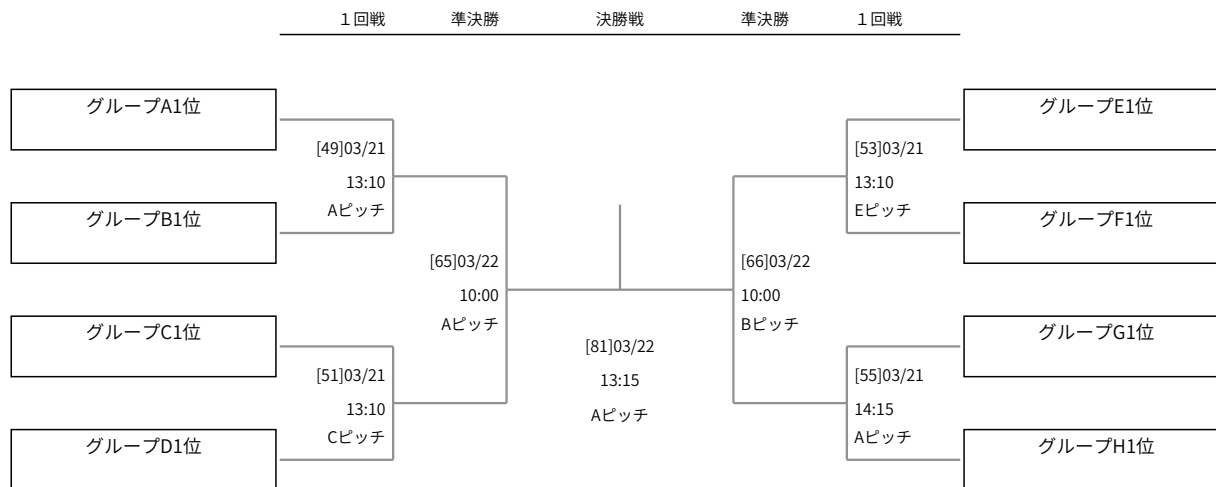 １回戦 準決勝 決勝戦 準決勝 １回戦
グループA1位
グループE1位
[49]03/21
13:10
Aピッチ
[53]03/21
13:10
Eピッチ
グループB1位
グループF1位
[65]03/22
10:00
Aピッチ
[66]03/22
10:00
Bピッチ
グループC1位
グループG1位
[81]03/22
13:15
Aピッチ
[51]03/21
13:10
Cピッチ
[55]03/21
14:15
Aピッチ
グループD1位
グループH1位